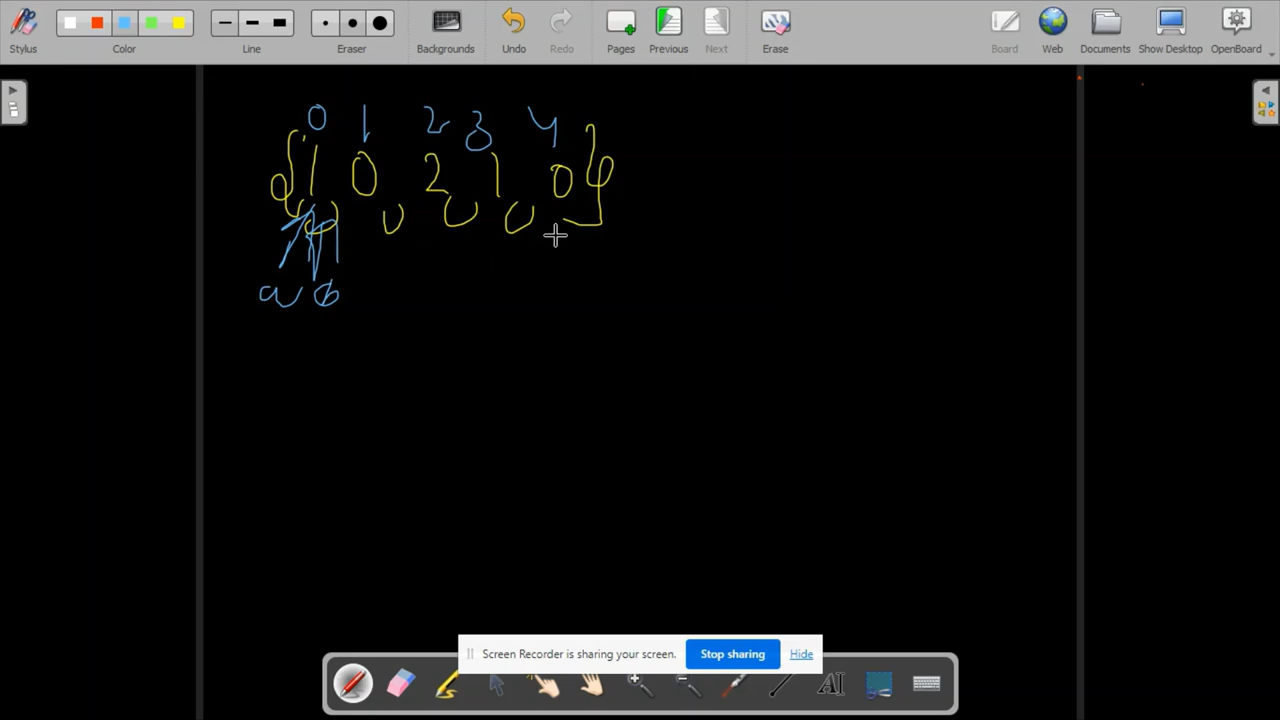 Stylus Color Line Eraser Backgrounds Undo Redo Pages Previous Next Erase Board Web Documents Show Desktop OpenBoard
0 1 2 3 4
1 0 2 1 0
a b
Screen Recorder is sharing your screen. Stop sharing Hide
AI